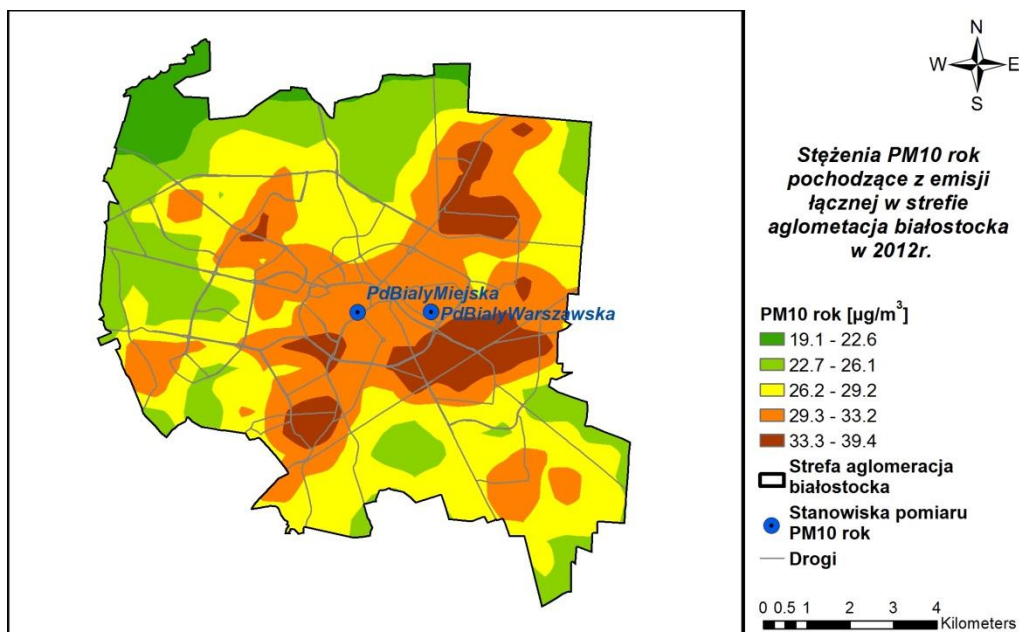 N
W E
S
Stężenia PM10 rok
pochodzące z emisji
łącznej w strefie
aglometacja białostocka
w 2012r.
PdBialyMiejska
PdBialyWarszawska
PM10 rok [µg/m³]
19.1 - 22.6
22.7 - 26.1
26.2 - 29.2
29.3 - 33.2
33.3 - 39.4
Strefa aglomeracja
białostocka
Stanowiska pomiaru
PM10 rok
Drogi
0 0.5 1 2 3 4
Kilometers